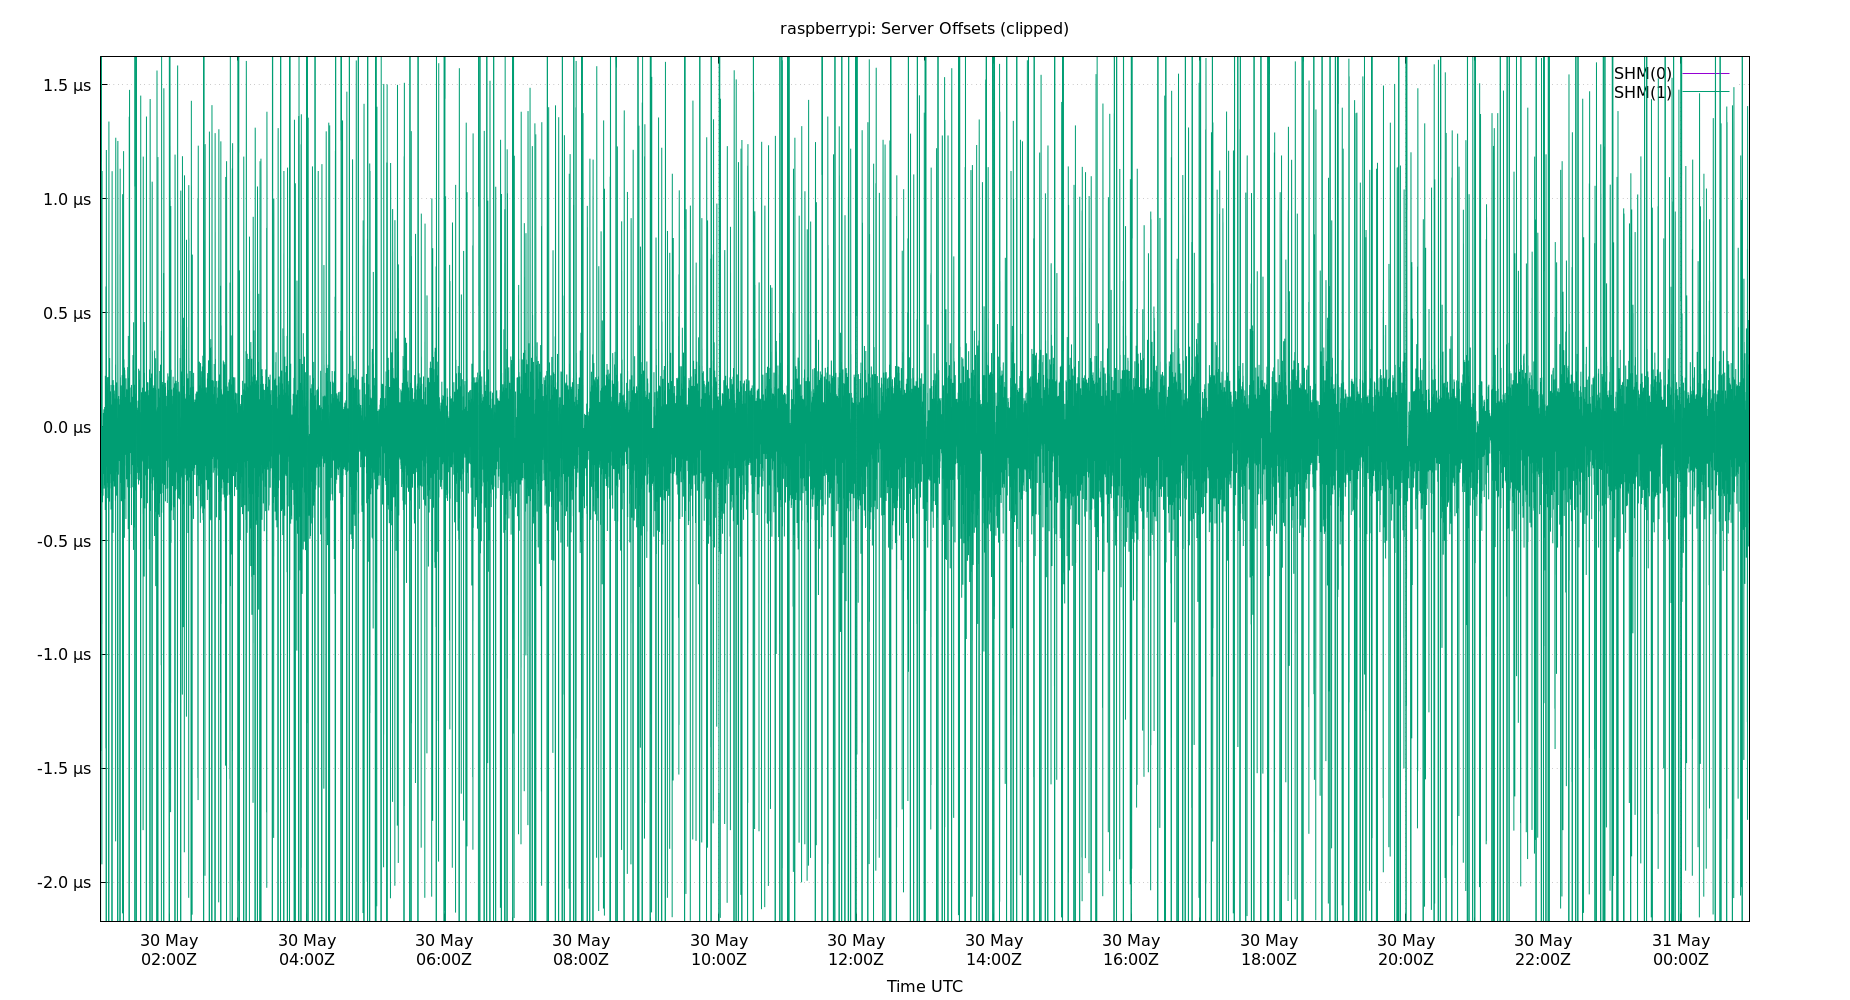 raspberrypi: Server Offsets (clipped)
SHM(0)
SHM(1)
1.5 µs
1.0 µs
0.5 µs
0.0 µs
-0.5 µs
-1.0 µs
-1.5 µs
-2.0 µs
30 May 30 May 30 May 30 May 30 May 30 May 30 May 30 May 30 May 30 May 30 May 31 May
02:00Z 04:00Z 06:00Z 08:00Z 10:00Z 12:00Z 14:00Z 16:00Z 18:00Z 20:00Z 22:00Z 00:00Z
Time UTC